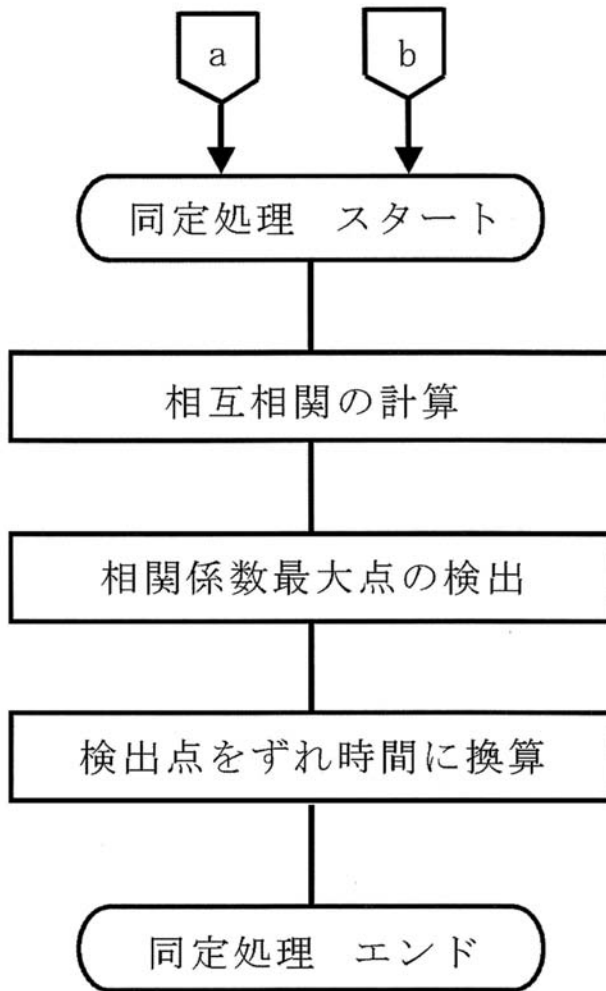 a
b
同定処理　スタート
相互相関の計算
相関係数最大点の検出
検出点をずれ時間に換算
同定処理　エンド